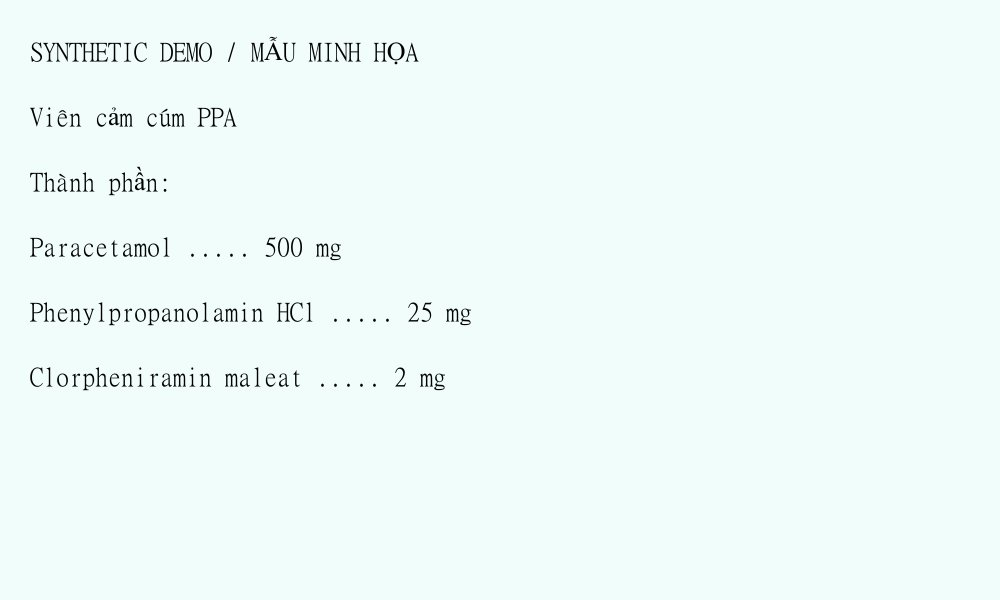 SYNTHETIC DEMO / MẪU MINH HỌA
Viên cảm cúm PPA
Thành phần:
Paracetamol ..... 500 mg
Phenylpropanolamin HCl ..... 25 mg
Clorpheniramin maleat ..... 2 mg